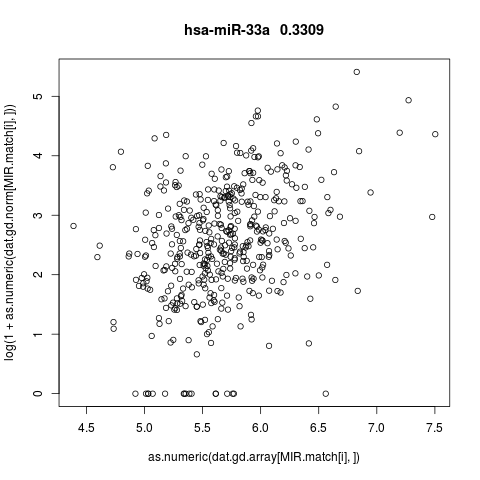 hsa-miR-33a 0.3309
log(1 + as.numeric(dat.gd.norm[MIR.match[i], ]))
5
4
3
2
1
0
4.5 5.0 5.5 6.0 6.5 7.0 7.5
as.numeric(dat.gd.array[MIR.match[i], ])